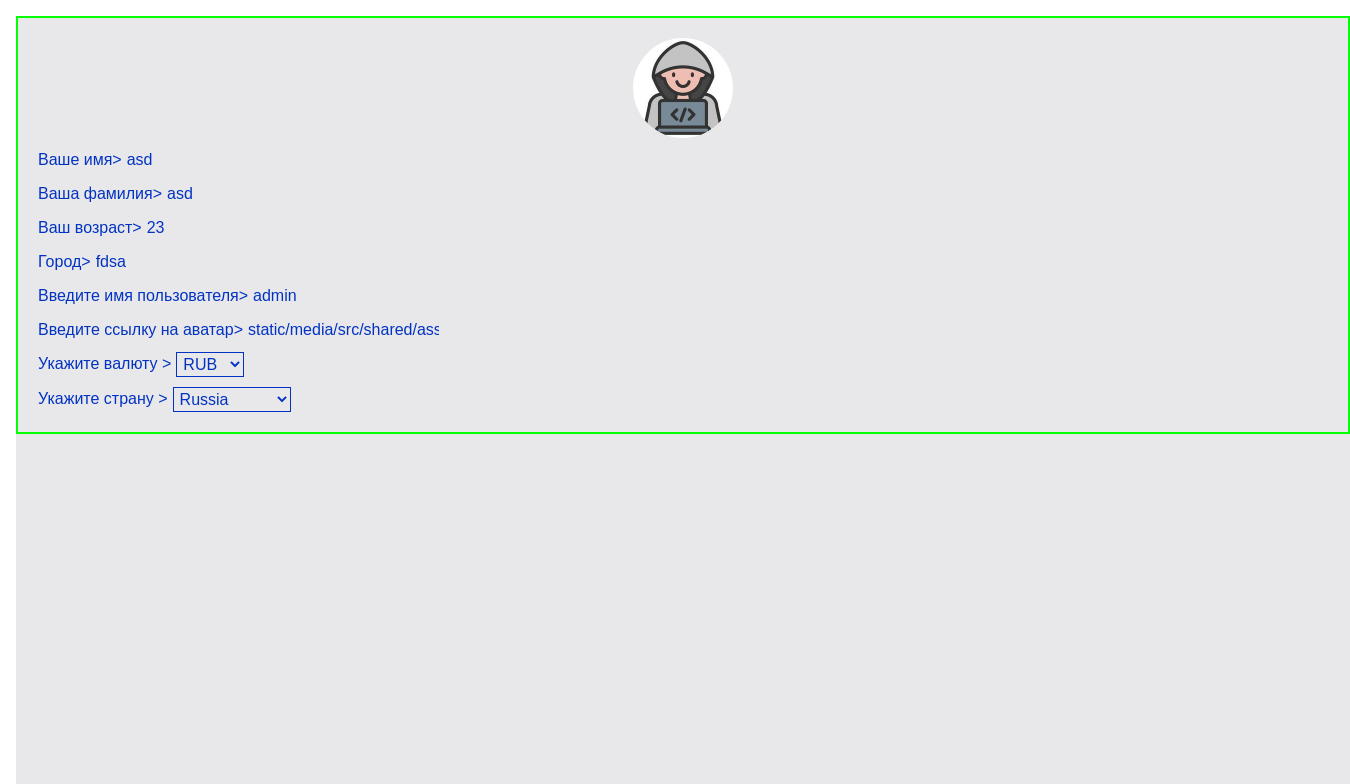 </>
Ваше имя> asd
Ваша фамилия> asd
Ваш возраст> 23
Город> fdsa
Введите имя пользователя> admin
Введите ссылку на аватар> static/media/src/shared/ass
Укажите валюту > RUB
Укажите страну > Russia